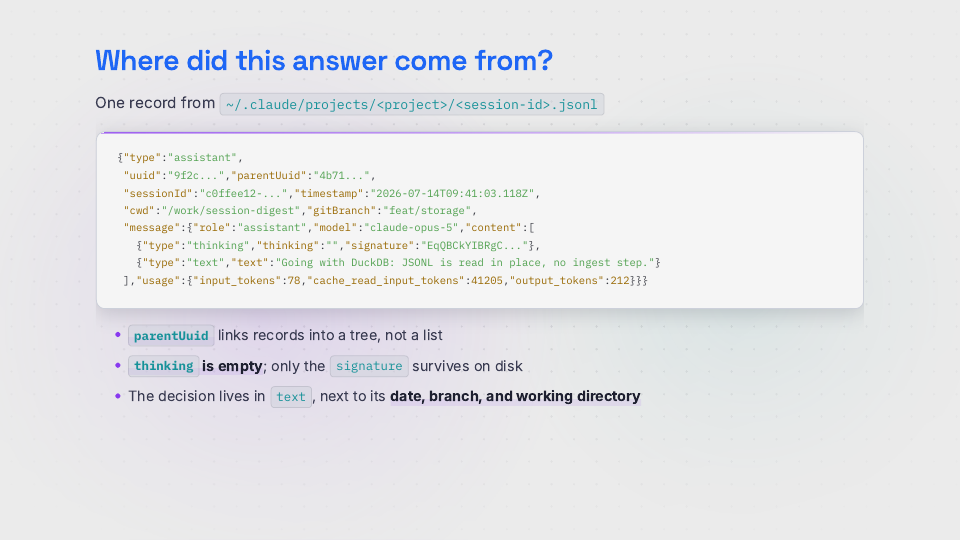 Where did this answer come from?
One record from ~/.claude/projects/<project>/<session-id>.jsonl
{"type":"assistant",
"uuid":"9f2c...","parentUuid":"4b71...",
"sessionId":"c0ffee12-...","timestamp":"2026-07-14T09:41:03.118Z",
"cwd":"/work/session-digest","gitBranch":"feat/storage",
"message":{"role":"assistant","model":"claude-opus-5","content":[
{"type":"thinking","thinking":"","signature":"EqQBCkYIBRgC..."},
{"type":"text","text":"Going with DuckDB: JSONL is read in place, no ingest step."}
],"usage":{"input_tokens":78,"cache_read_input_tokens":41205,"output_tokens":212}}}
• parentUuid links records into a tree, not a list
• thinking is empty; only the signature survives on disk
• The decision lives in text, next to its date, branch, and working directory